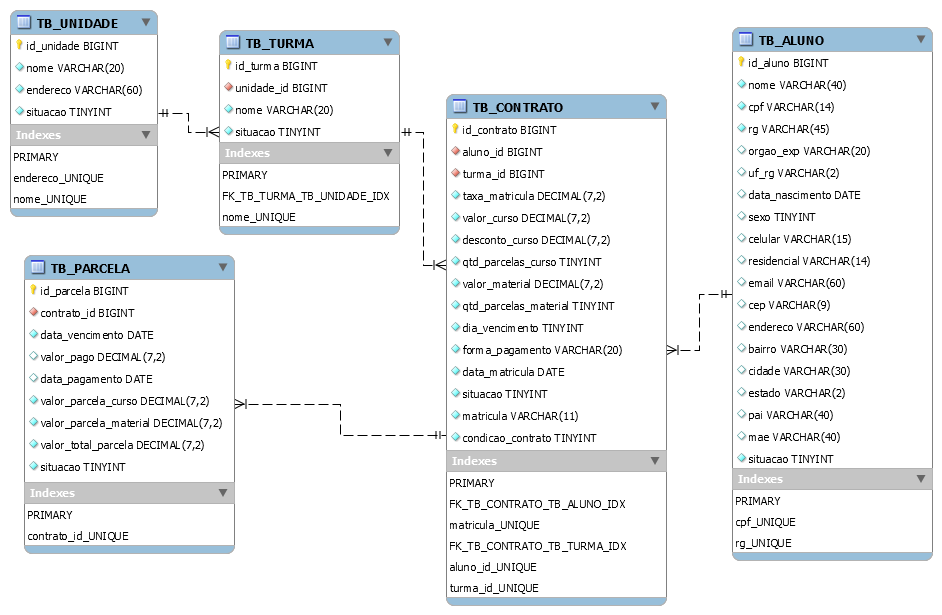 TB_UNIDADE
id_unidade BIGINT
nome VARCHAR(20)
endereco VARCHAR(60)
situacao TINYINT
Indexes
PRIMARY
endereco_UNIQUE
nome_UNIQUE
TB_TURMA
id_turma BIGINT
unidade_id BIGINT
nome VARCHAR(20)
situacao TINYINT
Indexes
PRIMARY
FK_TB_TURMA_TB_UNIDADE_IDX
nome_UNIQUE
TB_CONTRATO
id_contrato BIGINT
aluno_id BIGINT
turma_id BIGINT
taxa_matricula DECIMAL(7,2)
valor_curso DECIMAL(7,2)
desconto_curso DECIMAL(7,2)
qtd_parcelas_curso TINYINT
valor_material DECIMAL(7,2)
qtd_parcelas_material TINYINT
dia_vencimento TINYINT
forma_pagamento VARCHAR(20)
data_matricula DATE
situacao TINYINT
matricula VARCHAR(11)
condicao_contrato TINYINT
Indexes
PRIMARY
FK_TB_CONTRATO_TB_ALUNO_IDX
matricula_UNIQUE
FK_TB_CONTRATO_TB_TURMA_IDX
aluno_id_UNIQUE
turma_id_UNIQUE
TB_ALUNO
id_aluno BIGINT
nome VARCHAR(40)
cpf VARCHAR(14)
rg VARCHAR(45)
orgao_exp VARCHAR(20)
uf_rg VARCHAR(2)
data_nascimento DATE
sexo TINYINT
celular VARCHAR(15)
residencial VARCHAR(14)
email VARCHAR(60)
cep VARCHAR(9)
endereco VARCHAR(60)
bairro VARCHAR(30)
cidade VARCHAR(30)
estado VARCHAR(2)
pai VARCHAR(40)
mae VARCHAR(40)
situacao TINYINT
Indexes
PRIMARY
cpf_UNIQUE
rg_UNIQUE
TB_PARCELA
id_parcela BIGINT
contrato_id BIGINT
data_vencimento DATE
valor_pago DECIMAL(7,2)
data_pagamento DATE
valor_parcela_curso DECIMAL(7,2)
valor_parcela_material DECIMAL(7,2)
valor_total_parcela DECIMAL(7,2)
situacao TINYINT
Indexes
PRIMARY
contrato_id_UNIQUE